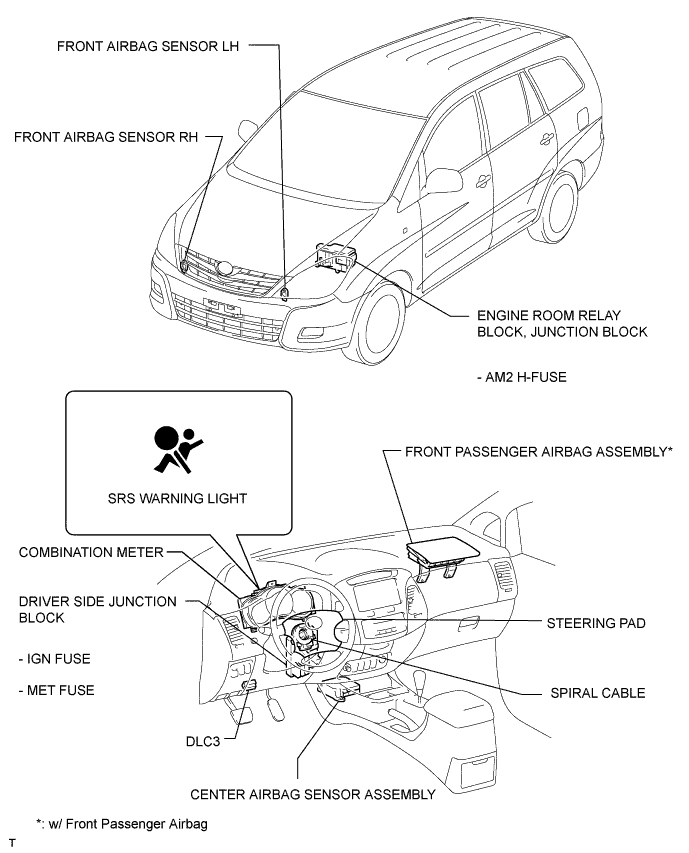 FRONT AIRBAG SENSOR LH
FRONT AIRBAG SENSOR RH
ENGINE ROOM RELAY
BLOCK, JUNCTION BLOCK
- AM2 H-FUSE
SRS WARNING LIGHT
FRONT PASSENGER AIRBAG ASSEMBLY*
COMBINATION METER
DRIVER SIDE JUNCTION
BLOCK
- IGN FUSE
- MET FUSE
STEERING PAD
SPIRAL CABLE
DLC3
CENTER AIRBAG SENSOR ASSEMBLY
*: w/ Front Passenger Airbag
T